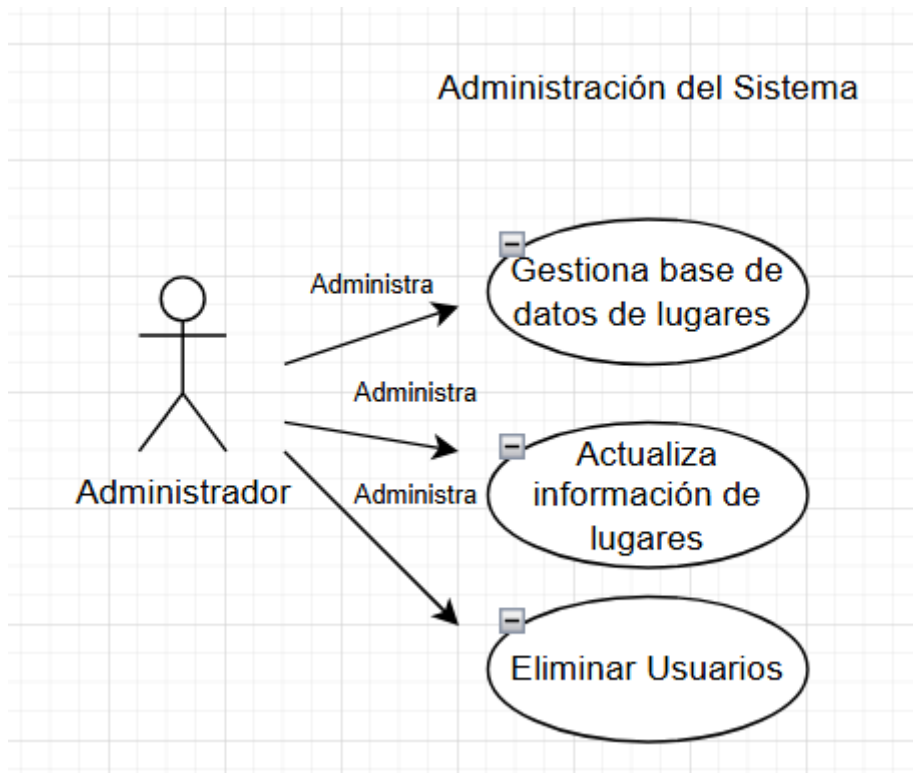 Administración del Sistema
Administra
Gestiona base de
datos de lugares
Administra
Actualiza
información de
lugares
Administrador
Administra
Eliminar Usuarios